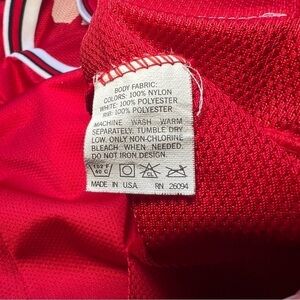 BODY FABRIC:
COLORS: 100% NYLON
WHITE: 100% POLYESTER
RIB: 100% POLYESTER
MACHINE WASH WARM
SEPARATELY. TUMBLE DRY
LOW. ONLY NON-CHLORINE
BLEACH WHEN NEEDED.
DO NOT IRON DESIGN.
MADE IN U.S.A. RN 26094